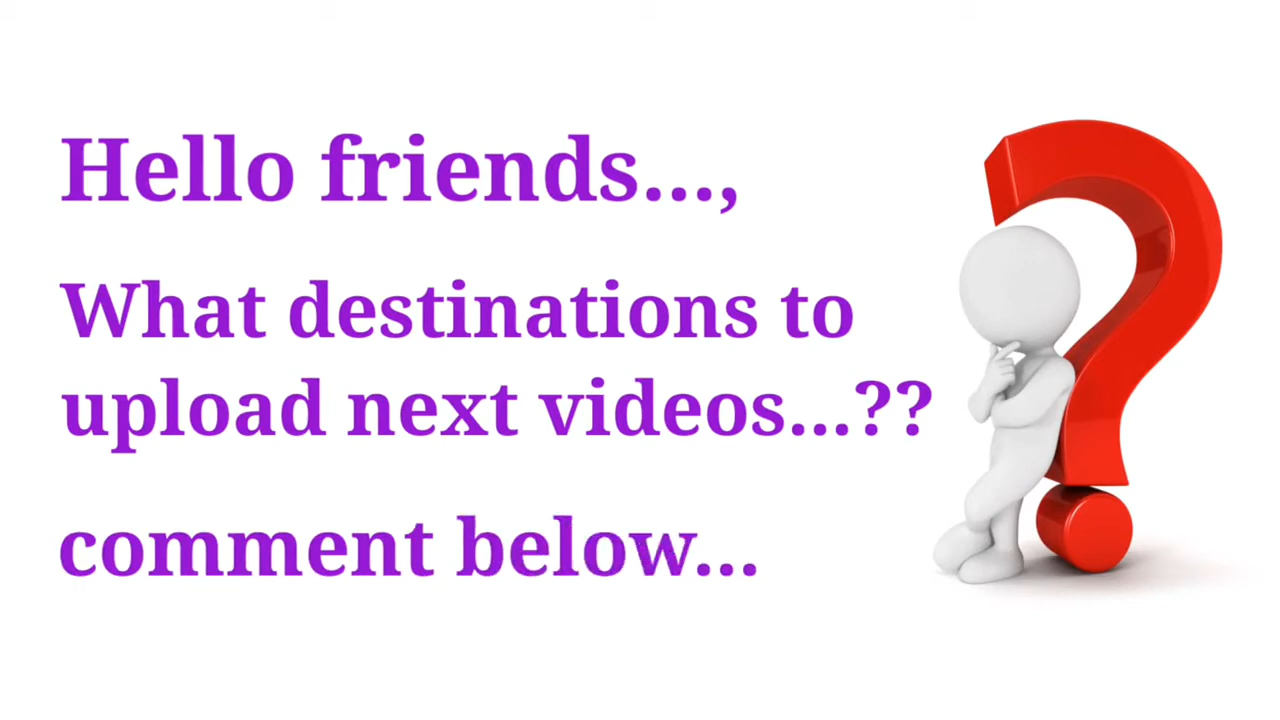 Hello friends...,
What destinations to
upload next videos...??
comment below...